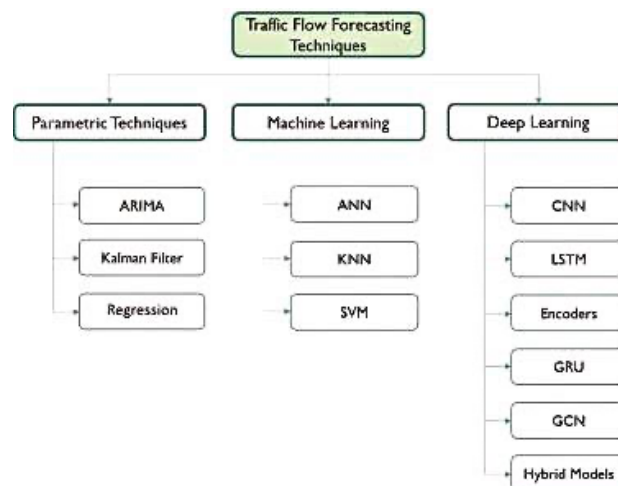 Traffic Flow Forecasting
Techniques
Parametric Techniques
Machine Learning
Deep Learning
ARIMA
ANN
CNN
Kalman Filter
KNN
LSTM
Regression
SVM
Encoders
GRU
GCN
Hybrid Models